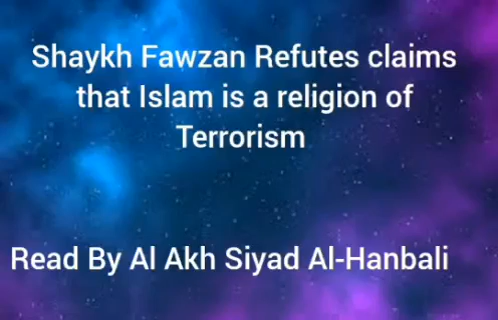 Shaykh Fawzan Refutes claims
that Islam is a religion of
Terrorism
Read By Al Akh Siyad Al-Hanbali